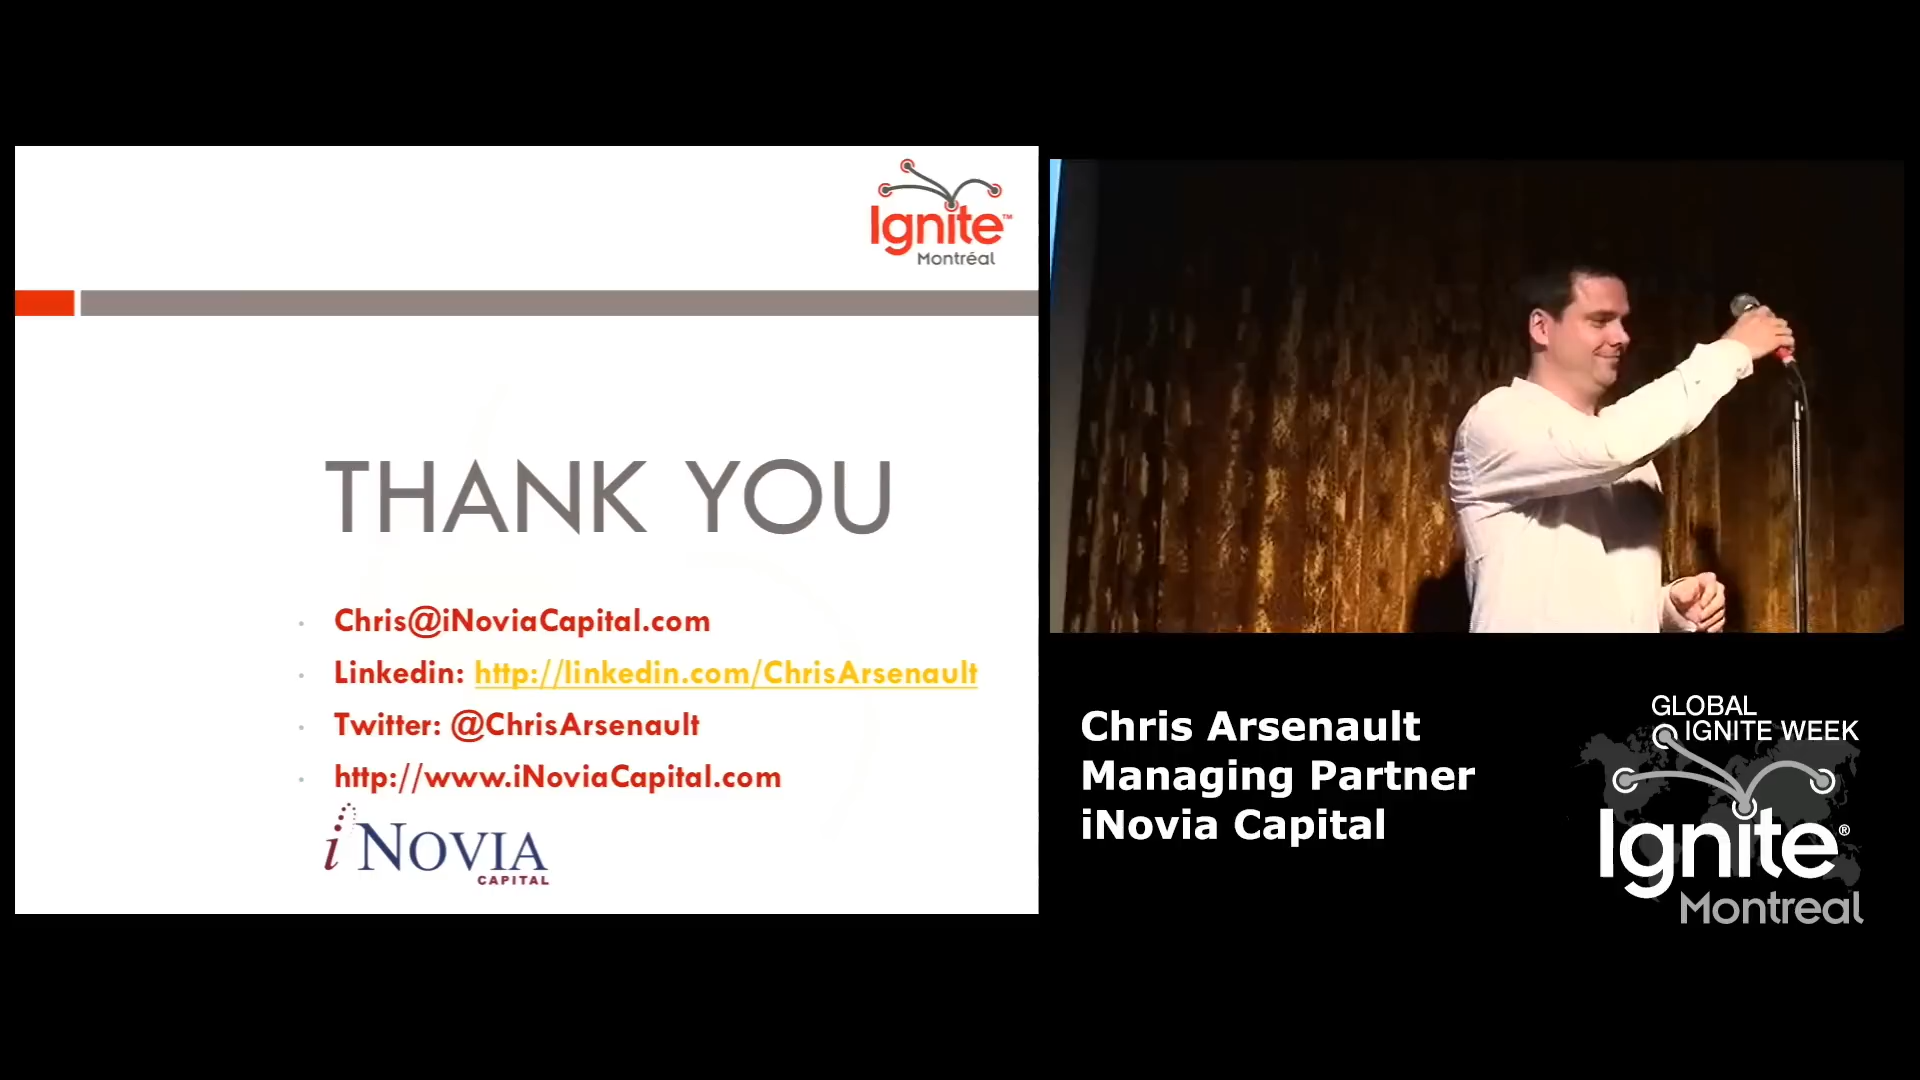 Ignite™
Montréal
THANK YOU
Chris@iNoviaCapital.com
Linkedin: http://linkedin.com/ChrisArsenault
Twitter: @ChrisArsenault
http://www.iNoviaCapital.com
iNOVIA
CAPITAL
Chris Arsenault
Managing Partner
iNovia Capital
GLOBAL
IGNITE WEEK
Ignite®
Montreal